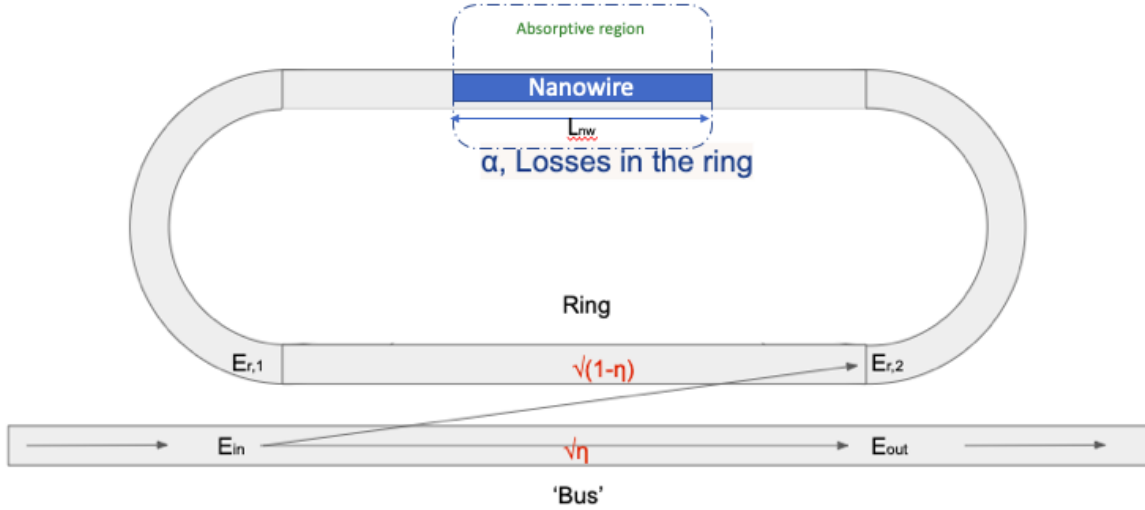 Absorptive region
Nanowire
Lnw
α, Losses in the ring
Ring
Er,1
√(1-η)
Er,2
Ein
√η
Eout
‘Bus’